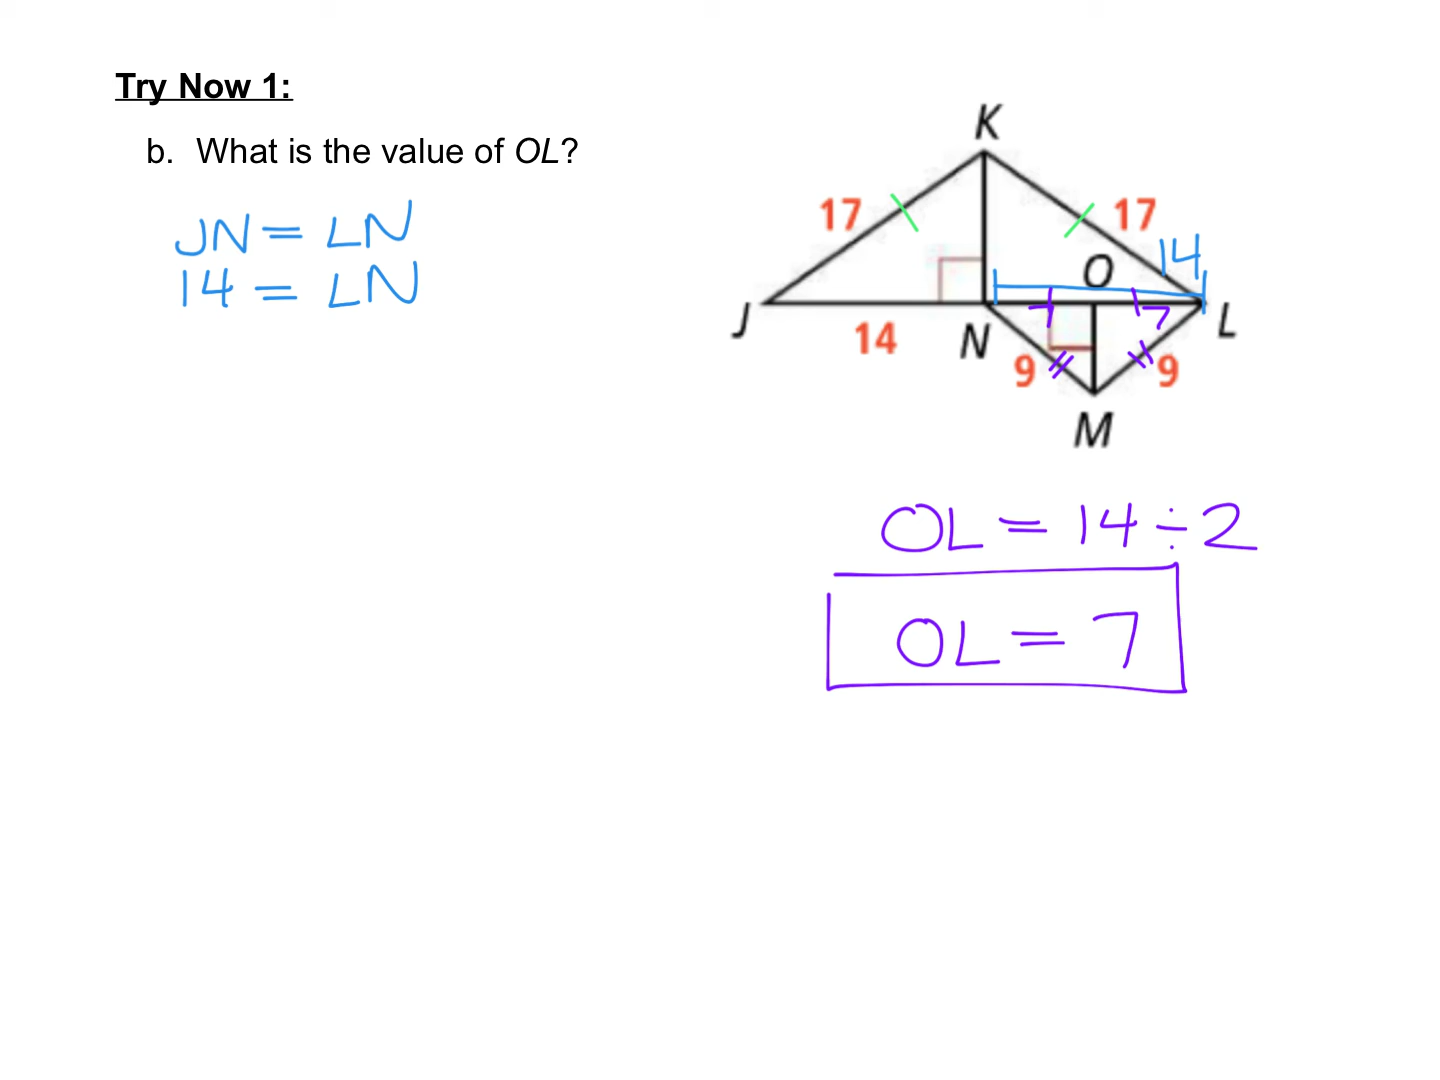 Try Now 1:
b. What is the value of OL?
JN = LN
14 = LN
K
17
17
14
O
J
14
N
7
L
9
9
M
OL = 14 ÷ 2
OL = 7